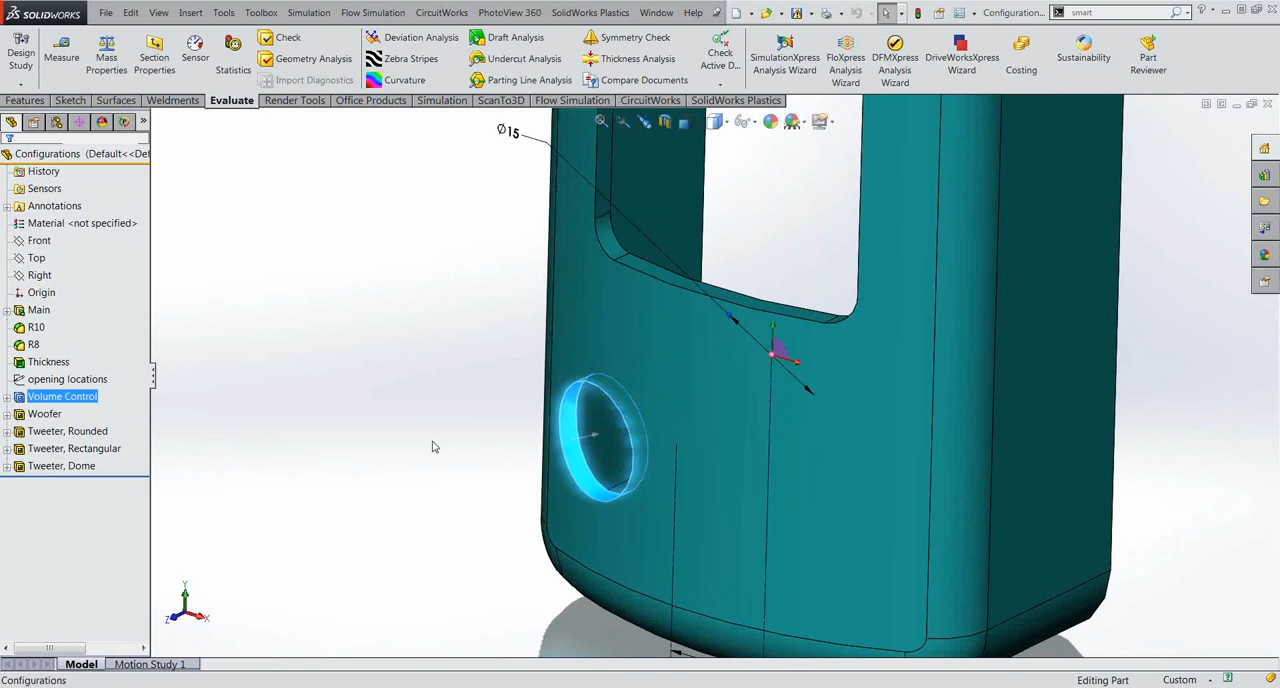 SOLIDWORKS File Edit View Insert Tools Toolbox Simulation Flow Simulation CircuitWorks PhotoView 360 SolidWorks Plastics Window Help Configuration... smart
Design Study
Measure
Mass Properties
Section Properties
Sensor
Statistics
Check
Geometry Analysis
Import Diagnostics
Deviation Analysis
Zebra Stripes
Curvature
Draft Analysis
Undercut Analysis
Parting Line Analysis
Symmetry Check
Thickness Analysis
Compare Documents
Check Active D...
SimulationXpress Analysis Wizard
FloXpress Analysis Wizard
DFMXpress Analysis Wizard
DriveWorksXpress Wizard
Costing
Sustainability
Part Reviewer
Features Sketch Surfaces Weldments Evaluate Render Tools Office Products Simulation ScanTo3D Flow Simulation CircuitWorks SolidWorks Plastics
Configurations (Default<<Def
History
Sensors
Annotations
Material <not specified>
Front
Top
Right
Origin
Main
R10
R8
Thickness
opening locations
Volume Control
Woofer
Tweeter, Rounded
Tweeter, Rectangular
Tweeter, Dome
Ø15
Y
Z
X
Model Motion Study 1
Configurations Editing Part Custom